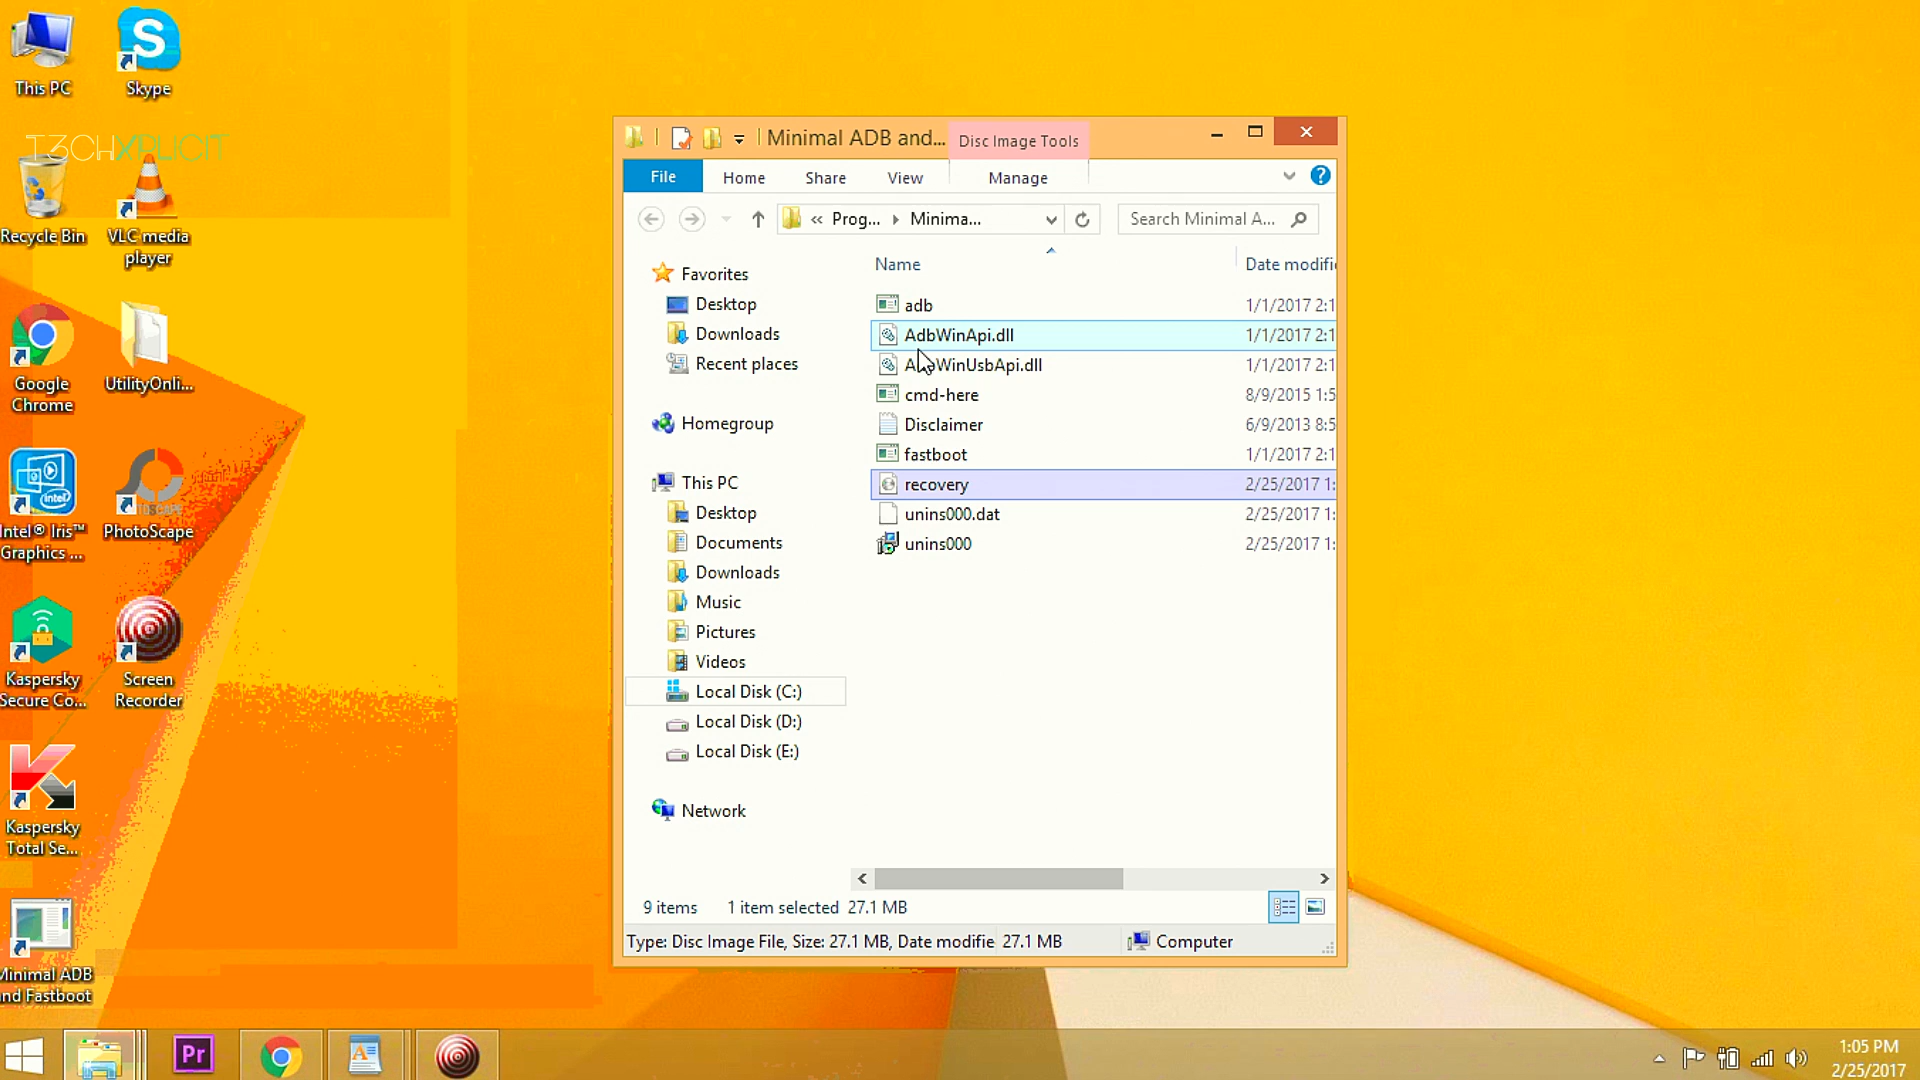 This PC
Skype
T3CHXPLICIT
Recycle Bin
VLC media
player
Google
Chrome
UtilityOnli...
Intel® Iris™
Graphics ...
PhotoScape
Kaspersky
Secure Co...
Screen
Recorder
Kaspersky
Total Se...
Minimal ADB
and Fastboot
Minimal ADB and...
Disc Image Tools
File
Home
Share
View
Manage
« Prog...
Minima...
Search Minimal A...
Name
Date modifi
Favorites
Desktop
Downloads
Recent places
Homegroup
This PC
Desktop
Documents
Downloads
Music
Pictures
Videos
Local Disk (C:)
Local Disk (D:)
Local Disk (E:)
Network
adb 1/1/2017 2:1
AdbWinApi.dll 1/1/2017 2:1
AdbWinUsbApi.dll 1/1/2017 2:1
cmd-here 8/9/2015 1:5
Disclaimer 6/9/2013 8:5
fastboot 1/1/2017 2:1
recovery 2/25/2017 1:
unins000.dat 2/25/2017 1:
unins000 2/25/2017 1:
9 items 1 item selected 27.1 MB
Type: Disc Image File, Size: 27.1 MB, Date modifie 27.1 MB Computer
Pr
1:05 PM
2/25/2017